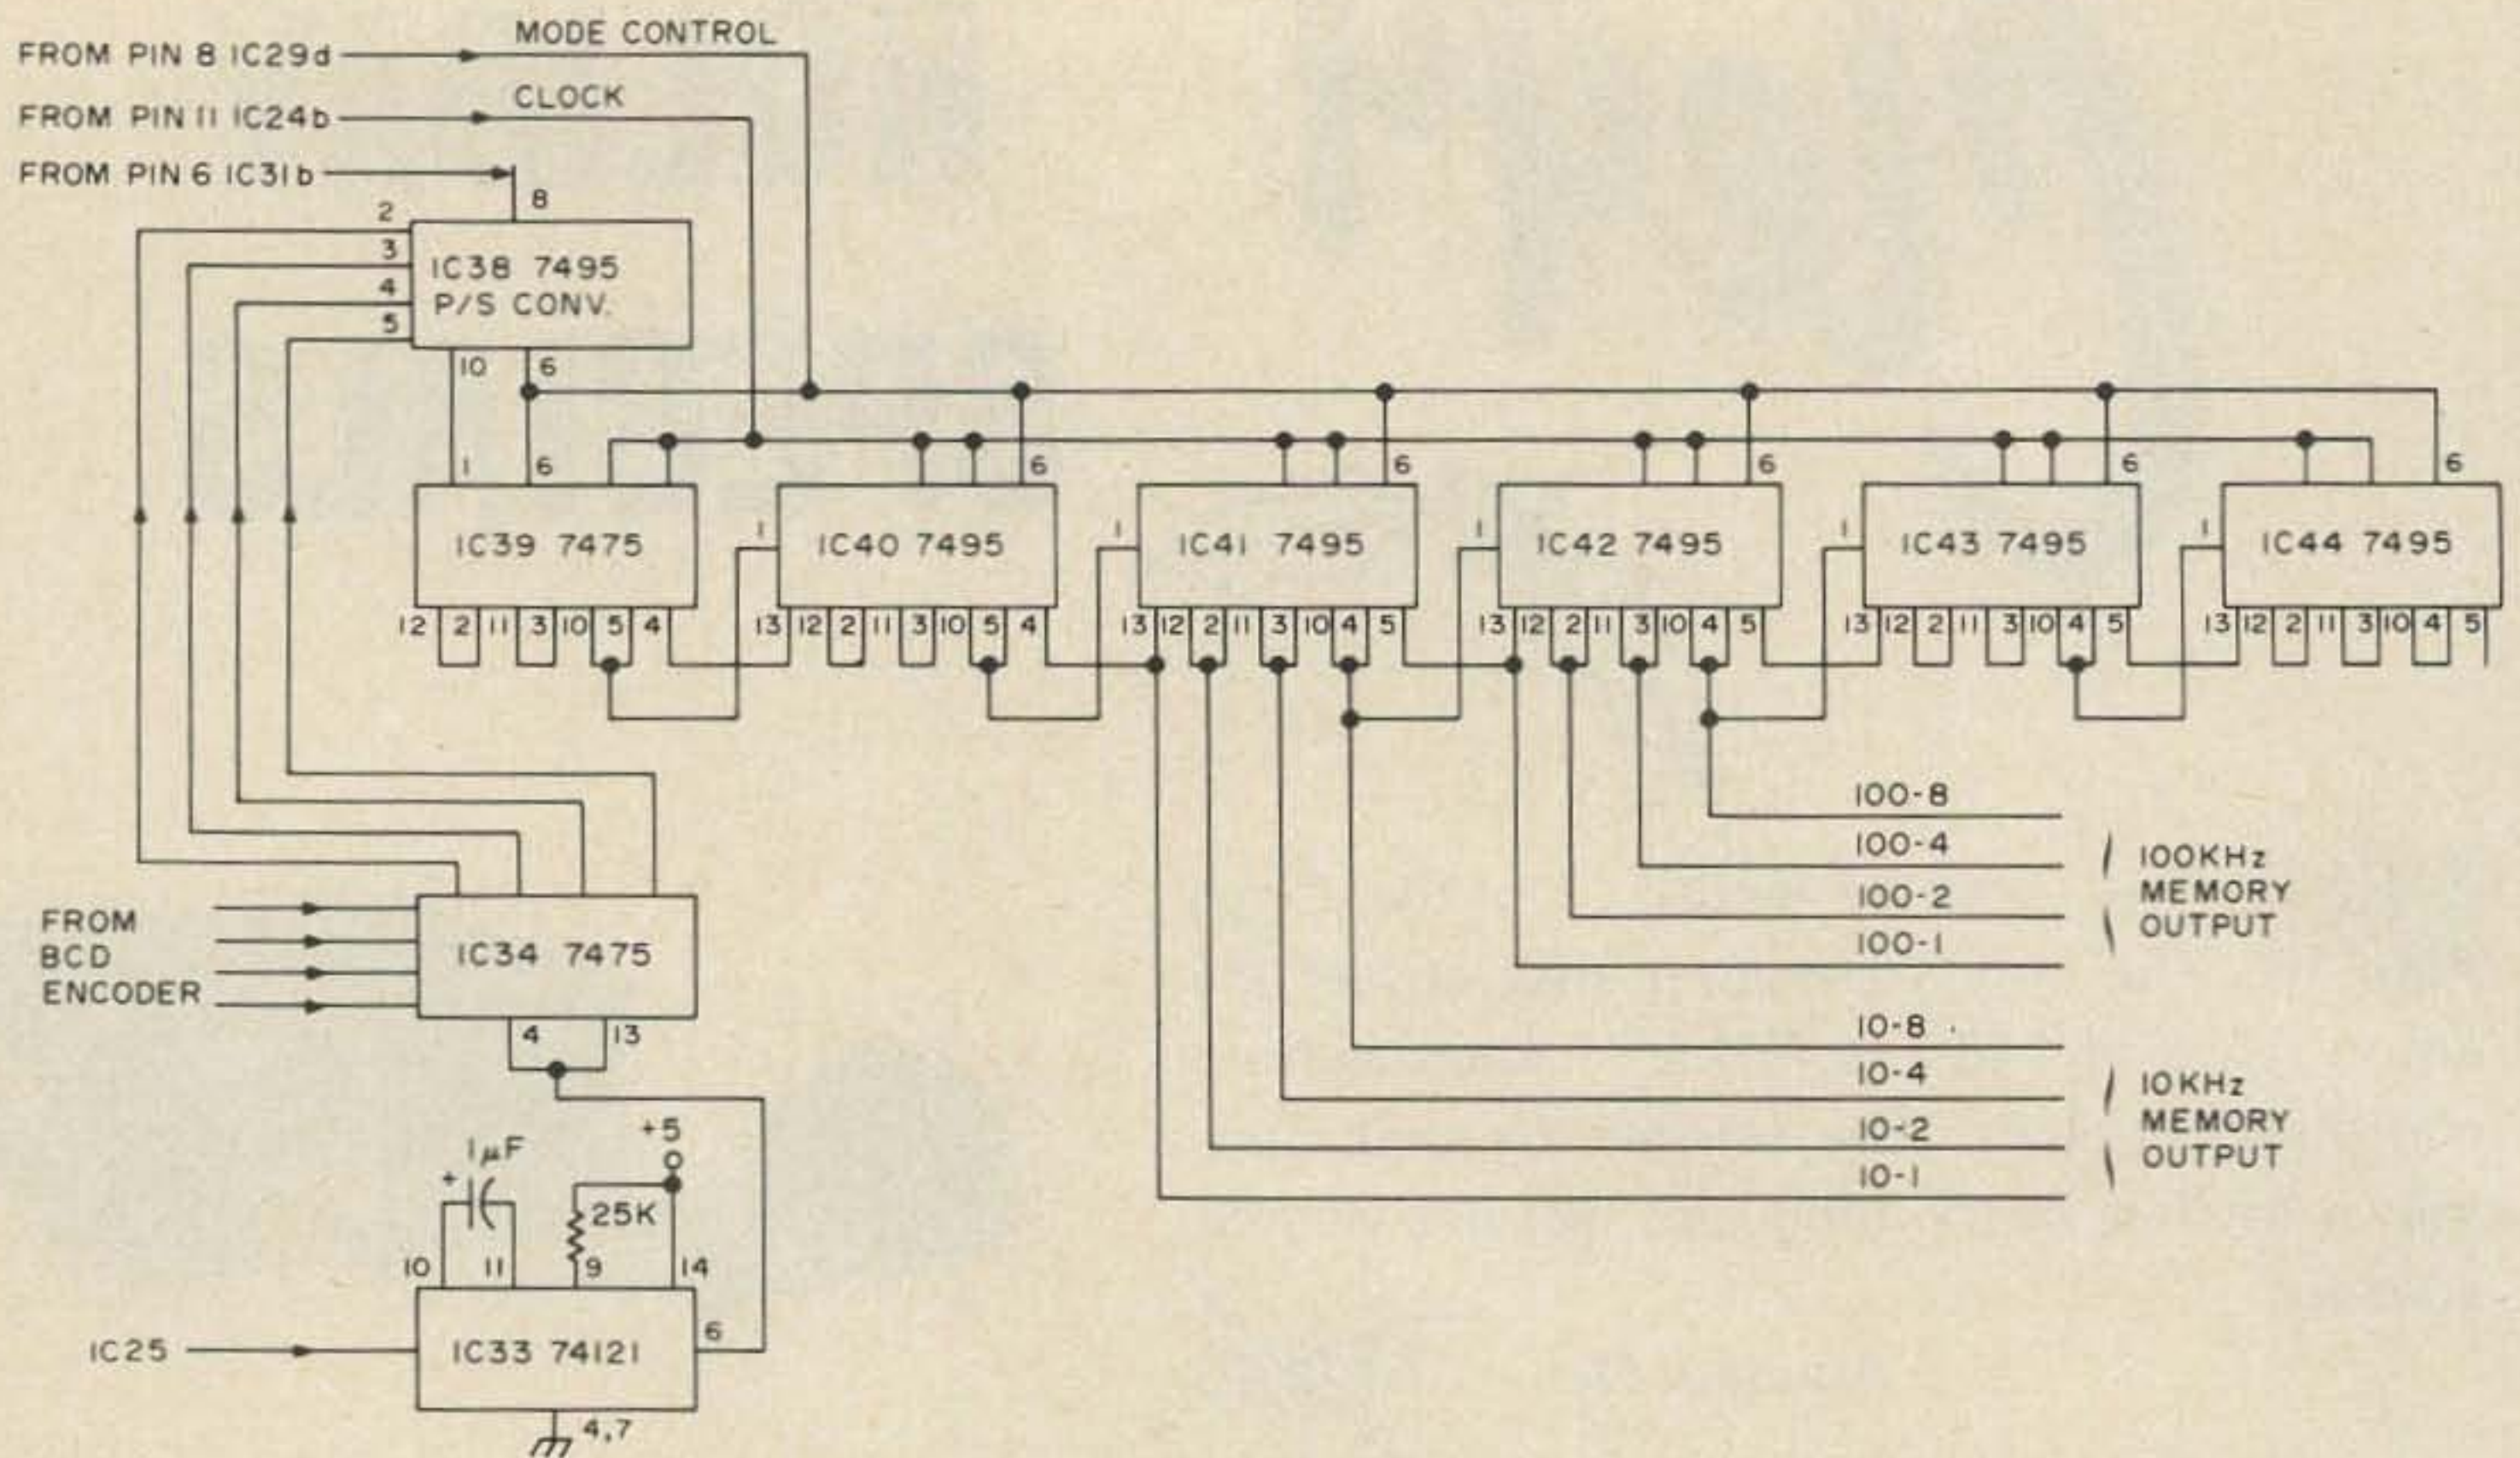 MODE CONTROL
FROM PIN 8 IC29d
CLOCK
FROM PIN 11 IC24b
FROM PIN 6 IC31b
8
2
3
4
5
IC38 7495
P/S CONV.
10 6
1 6 6 6 6 6 6
IC39 7475
1 IC40 7495
1 IC41 7495
1 IC42 7495
1 IC43 7495
1 IC44 7495
12 2 11 3 10 5 4
13 12 2 11 3 10 5 4
13 12 2 11 3 10 4 5
13 12 2 11 3 10 4 5
13 12 2 11 3 10 4 5
13 12 2 11 3 10 4 5
100-8
100-4
100-2
100-1
100KHz
MEMORY
OUTPUT
FROM
BCD
ENCODER
IC34 7475
4 13
10-8
10-4
10-2
10-1
10KHz
MEMORY
OUTPUT
+5
+ 1µF
25K
10 11 9 14
IC25
IC33 74121
6
4,7